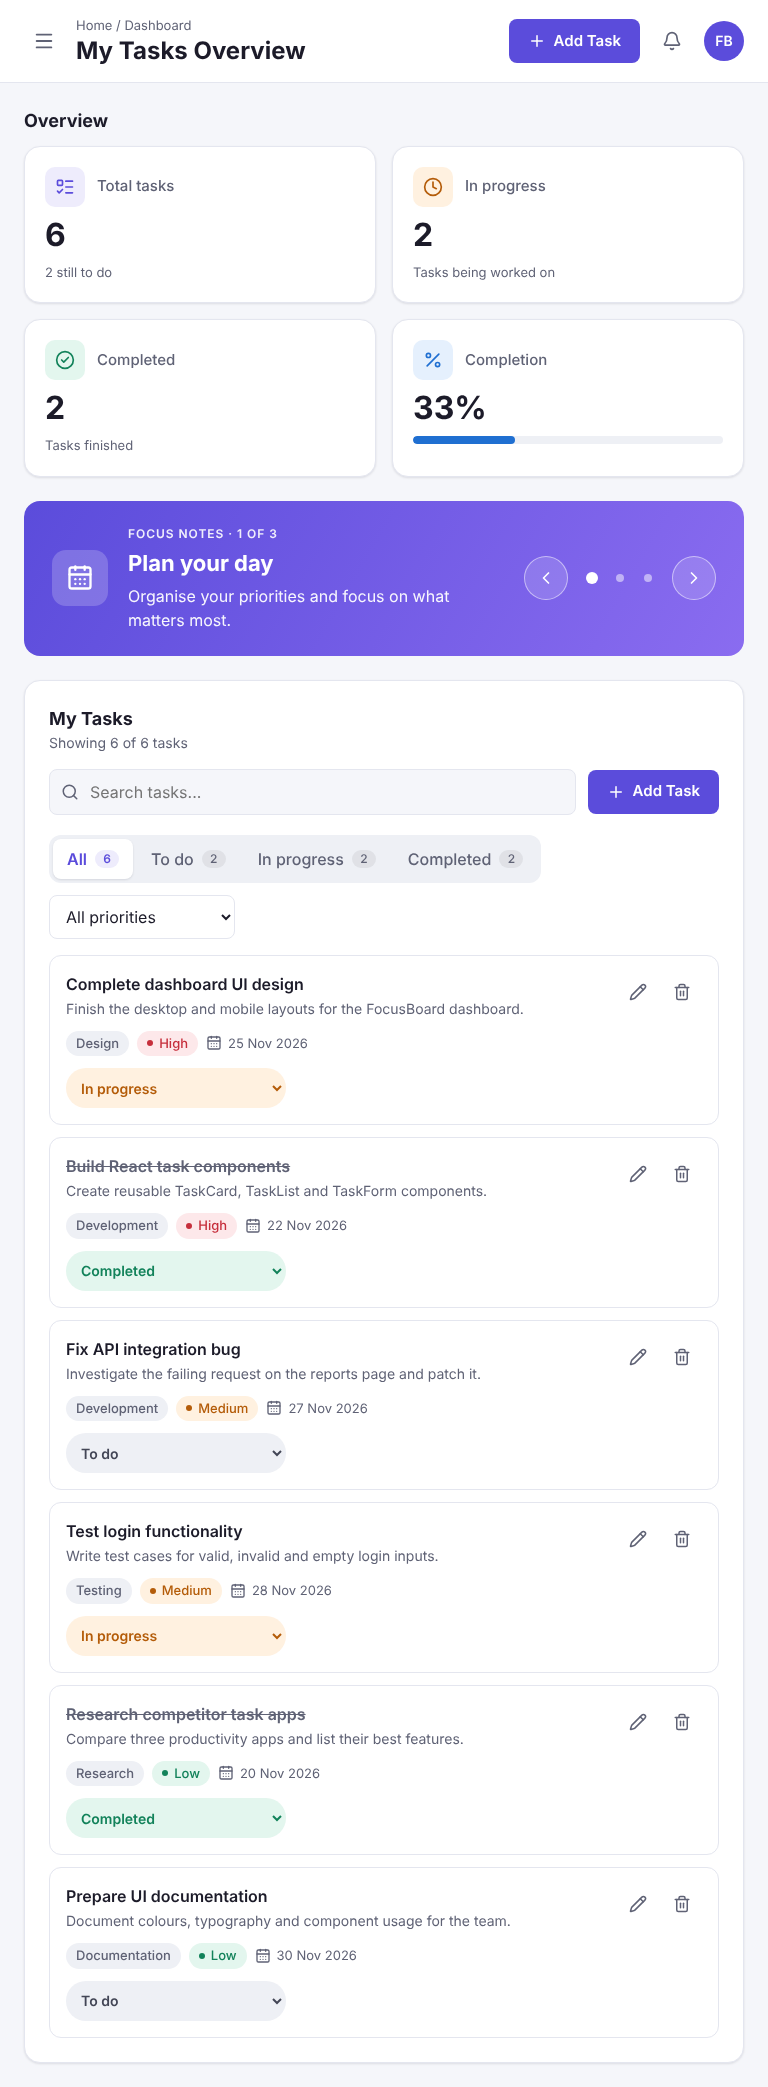 Home / Dashboard
My Tasks Overview
Add Task
FB
Overview
Total tasks
6
2 still to do
In progress
2
Tasks being worked on
Completed
2
Tasks finished
Completion
33%
FOCUS NOTES · 1 OF 3
Plan your day
Organise your priorities and focus on what
matters most.
My Tasks
Showing 6 of 6 tasks
Search tasks...
Add Task
All 6 To do 2 In progress 2 Completed 2
All priorities
Complete dashboard UI design
Finish the desktop and mobile layouts for the FocusBoard dashboard.
Design High 25 Nov 2026
In progress
Build React task components
Create reusable TaskCard, TaskList and TaskForm components.
Development High 22 Nov 2026
Completed
Fix API integration bug
Investigate the failing request on the reports page and patch it.
Development Medium 27 Nov 2026
To do
Test login functionality
Write test cases for valid, invalid and empty login inputs.
Testing Medium 28 Nov 2026
In progress
Research competitor task apps
Compare three productivity apps and list their best features.
Research Low 20 Nov 2026
Completed
Prepare UI documentation
Document colours, typography and component usage for the team.
Documentation Low 30 Nov 2026
To do